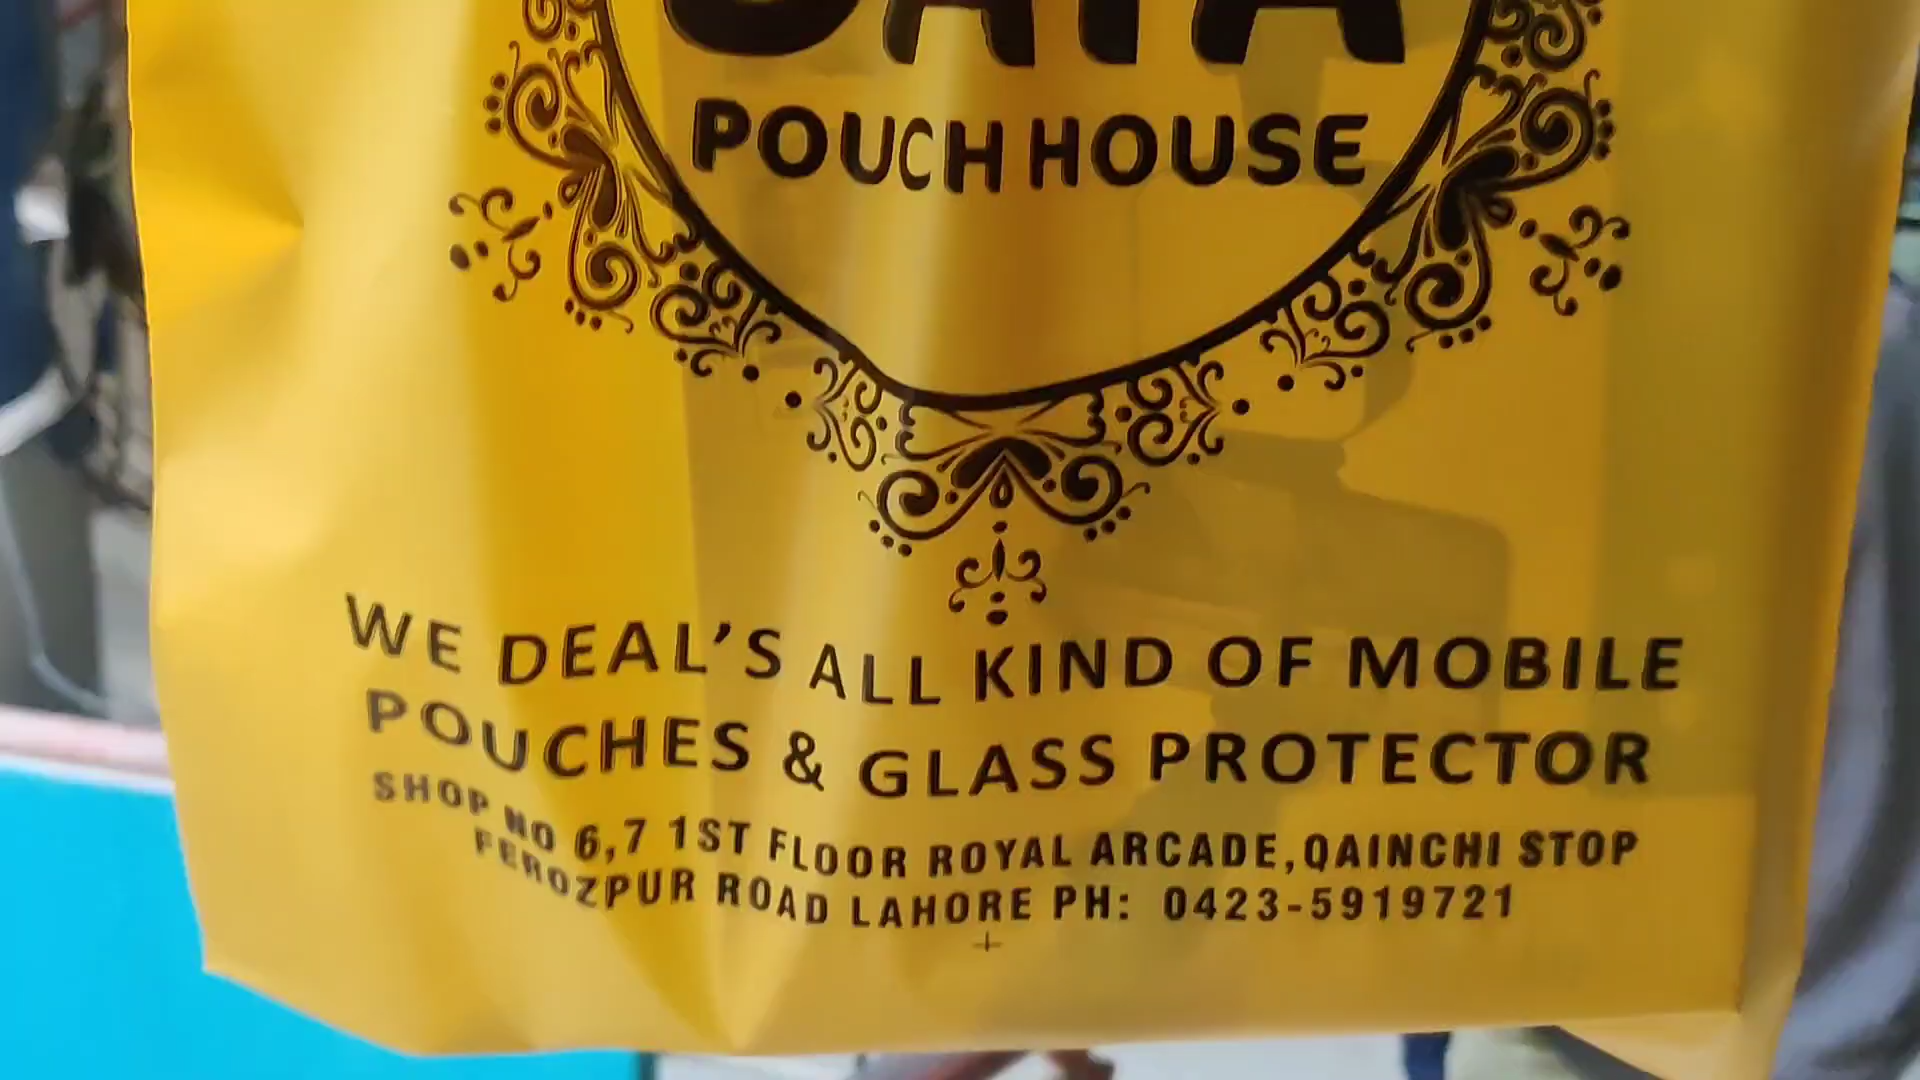 POUCH HOUSE
WE DEAL'S ALL KIND OF MOBILE
POUCHES & GLASS PROTECTOR
SHOP NO 6,7 1ST FLOOR ROYAL ARCADE,QAINCHI STOP
FEROZPUR ROAD LAHORE PH: 0423-5919721